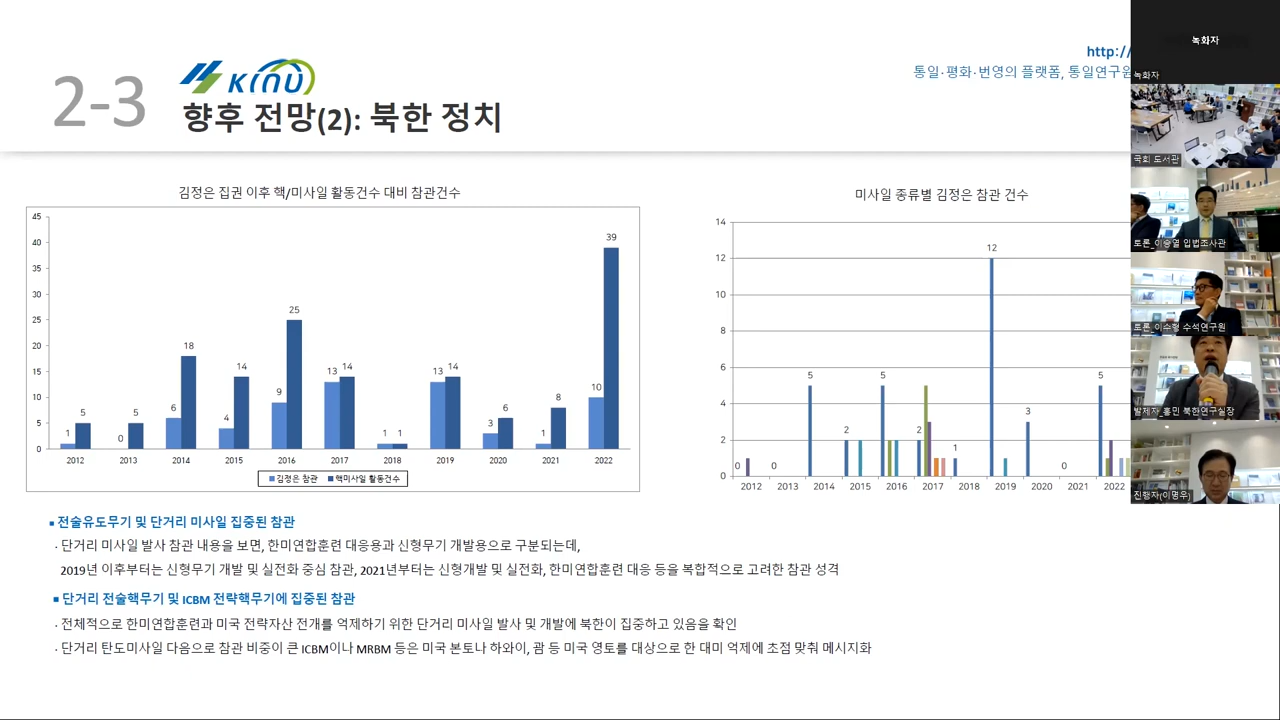 http://
통일·평화·번영의 플랫폼, 통일연구원
2-3
KINU
향후 전망(2): 북한 정치
김정은 집권 이후 핵/미사일 활동건수 대비 참관건수
45
40
35
30
25
20
15
10
5
0
1 5
0 5
6 18
4 14
9 25
13 14
1 1
13 14
3 6
1 8
10 39
2012 2013 2014 2015 2016 2017 2018 2019 2020 2021 2022
김정은 참관 핵미사일 활동건수
미사일 종류별 김정은 참관 건수
14
12
10
8
6
4
2
0
0 0 5 2 5 2 1 12 3 0 5
2012 2013 2014 2015 2016 2017 2018 2019 2020 2021 2022
■ 전술유도무기 및 단거리 미사일 집중된 참관
· 단거리 미사일 발사 참관 내용을 보면, 한미연합훈련 대응용과 신형무기 개발용으로 구분되는데,
2019년 이후부터는 신형무기 개발 및 실전화 중심 참관, 2021년부터는 신형개발 및 실전화, 한미연합훈련 대응 등을 복합적으로 고려한 참관 성격
■ 단거리 전술핵무기 및 ICBM 전략핵무기에 집중된 참관
· 전체적으로 한미연합훈련과 미국 전략자산 전개를 억제하기 위한 단거리 미사일 발사 및 개발에 북한이 집중하고 있음을 확인
· 단거리 탄도미사일 다음으로 참관 비중이 큰 ICBM이나 MRBM 등은 미국 본토나 하와이, 괌 등 미국 영토를 대상으로 한 대미 억제에 초점 맞춰 메시지화
녹화자
녹화자
국회 도서관
토론_이승열 입법조사관
토론_이수형 수석연구원
발제자_홍민 북한연구실장
진행자(이명우)